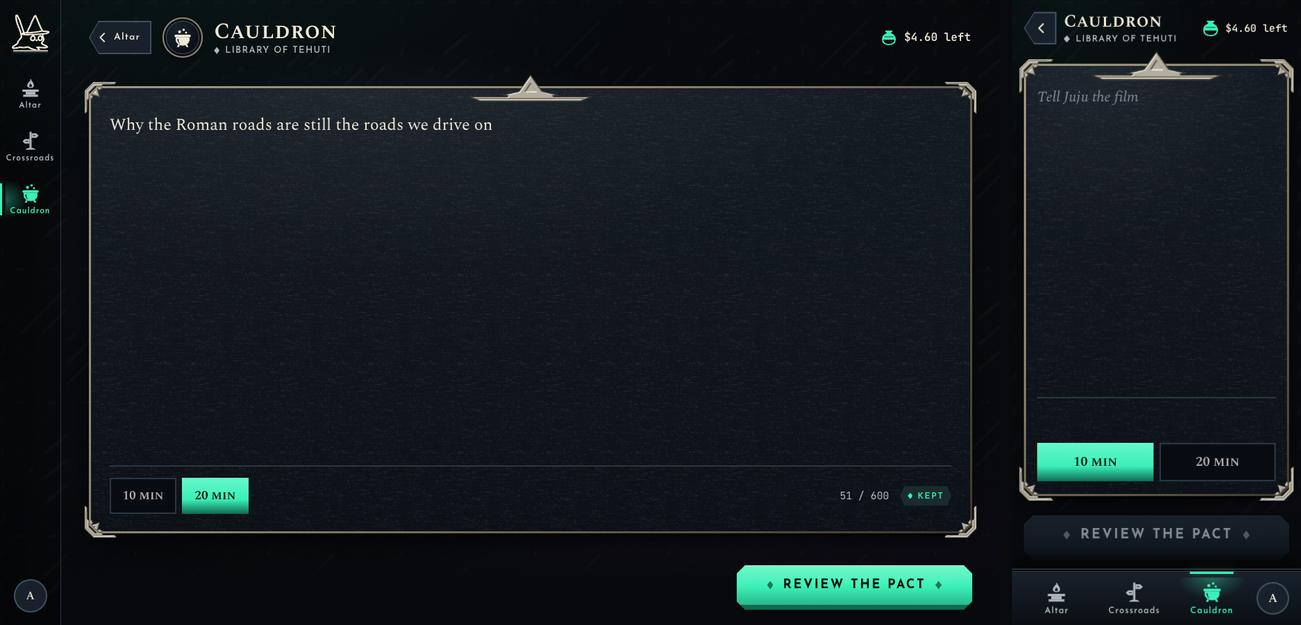 Altar
CAULDRON
LIBRARY OF TEHUTI
$4.60 left
Altar
Crossroads
Cauldron
Why the Roman roads are still the roads we drive on
10 MIN
20 MIN
51 / 600
KEPT
REVIEW THE PACT
A
CAULDRON
LIBRARY OF TEHUTI
$4.60 left
Tell Juju the film
10 MIN
20 MIN
REVIEW THE PACT
Altar
Crossroads
Cauldron
A